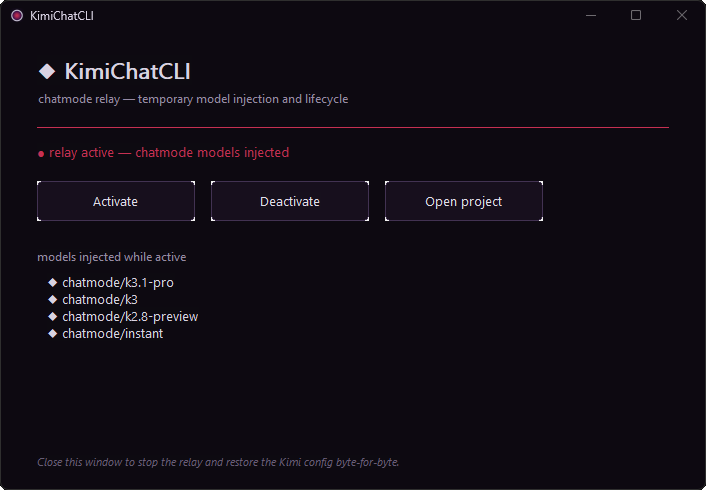 KimiChatCLI
◆ KimiChatCLI
chatmode relay — temporary model injection and lifecycle
● relay active — chatmode models injected
Activate Deactivate Open project
models injected while active
◆ chatmode/k3.1-pro
◆ chatmode/k3
◆ chatmode/k2.8-preview
◆ chatmode/instant
Close this window to stop the relay and restore the Kimi config byte-for-byte.